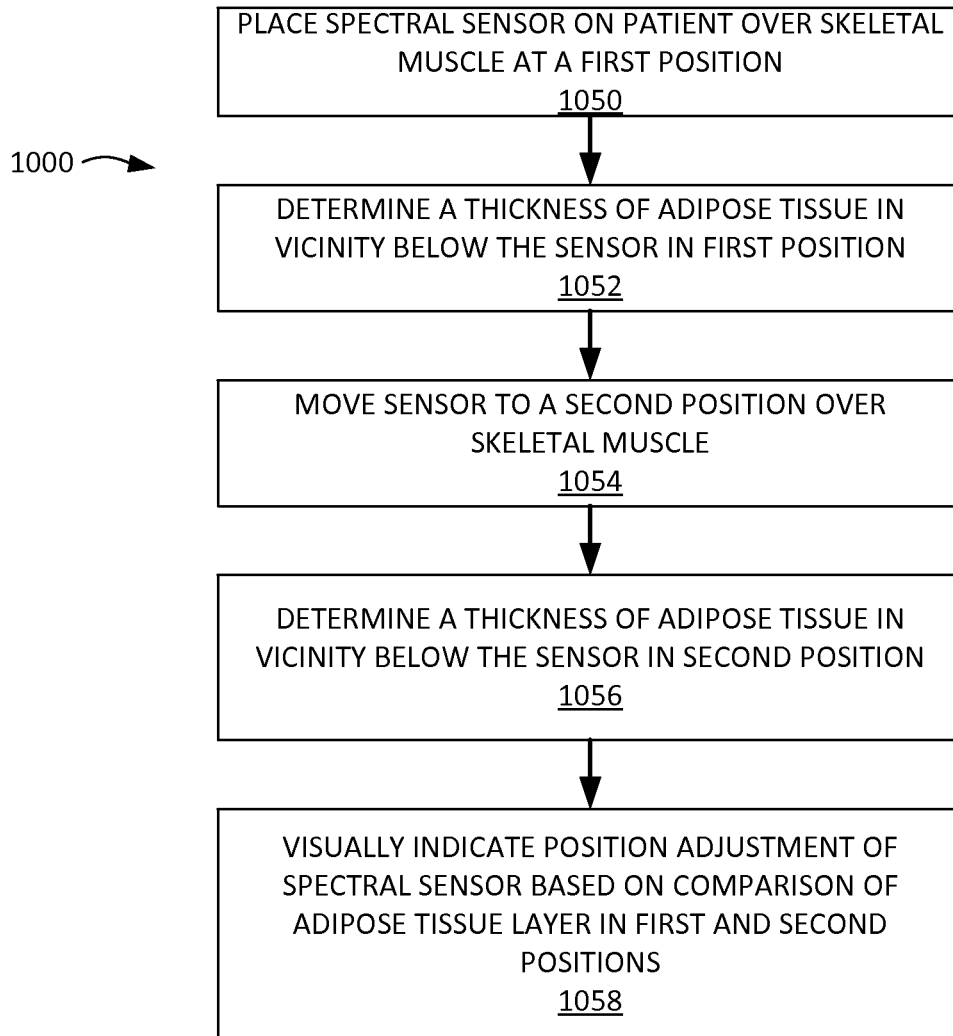 PLACE SPECTRAL SENSOR ON PATIENT OVER SKELETAL
MUSCLE AT A FIRST POSITION
1050
1000
DETERMINE A THICKNESS OF ADIPOSE TISSUE IN
VICINITY BELOW THE SENSOR IN FIRST POSITION
1052
MOVE SENSOR TO A SECOND POSITION OVER
SKELETAL MUSCLE
1054
DETERMINE A THICKNESS OF ADIPOSE TISSUE IN
VICINITY BELOW THE SENSOR IN SECOND POSITION
1056
VISUALLY INDICATE POSITION ADJUSTMENT OF
SPECTRAL SENSOR BASED ON COMPARISON OF
ADIPOSE TISSUE LAYER IN FIRST AND SECOND
POSITIONS
1058